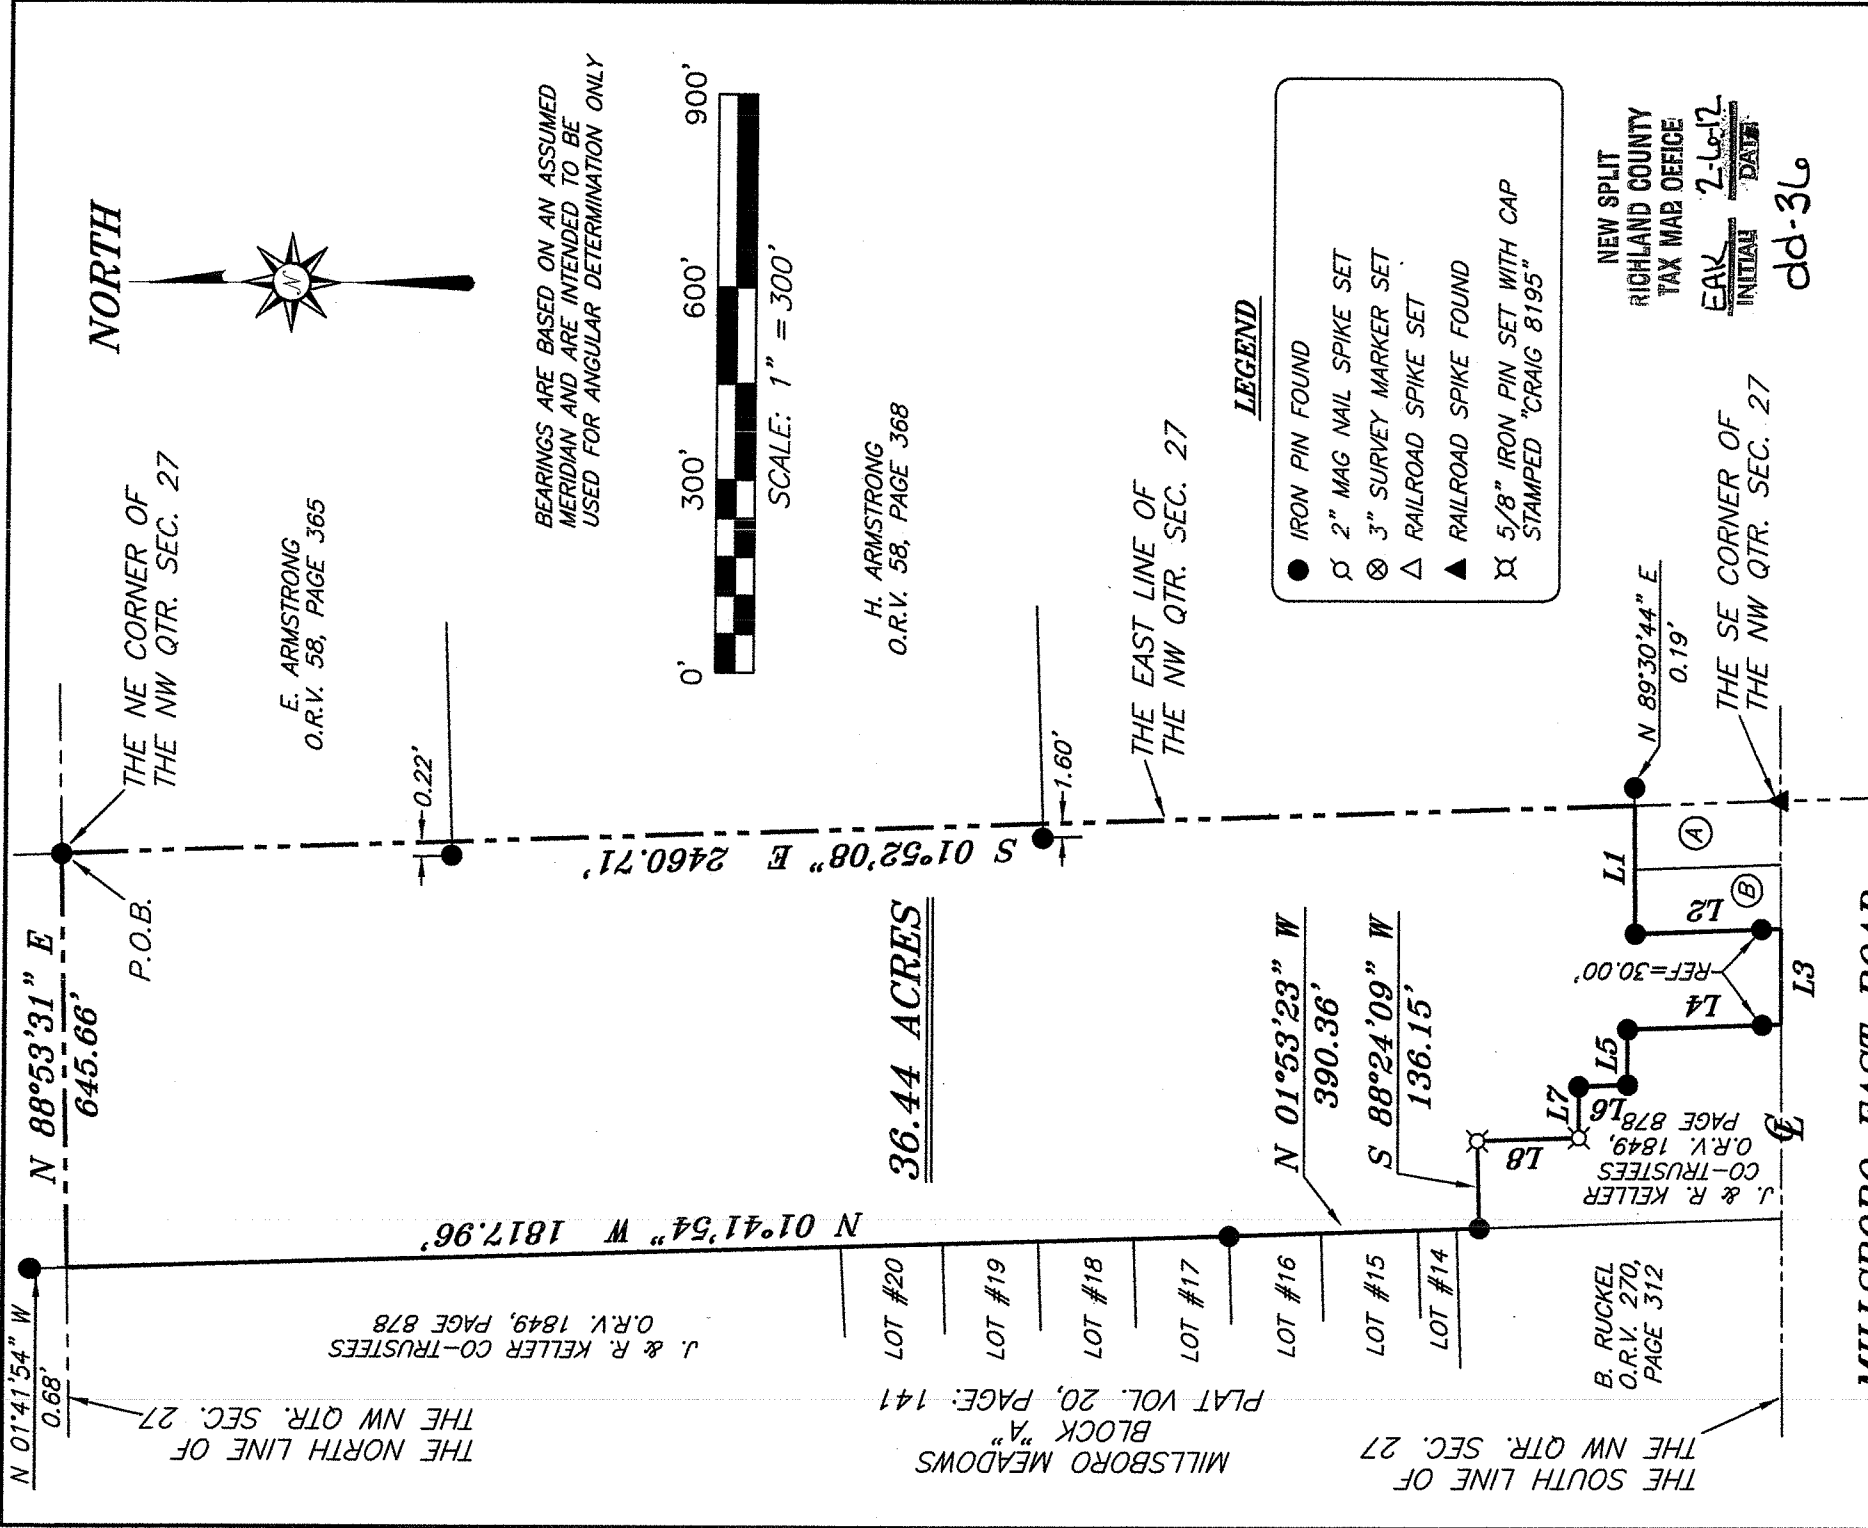 NORTH
N
BEARINGS ARE BASED ON AN ASSUMED
MERIDIAN AND ARE INTENDED TO BE
USED FOR ANGULAR DETERMINATION ONLY
0' 300' 600' 900'
SCALE: 1" = 300'
N 01°41'54" W
0.68'
N 88°53'31" E
645.66'
P.O.B.
THE NE CORNER OF
THE NW QTR. SEC. 27
E. ARMSTRONG
O.R.V. 58, PAGE 365
0.22'
H. ARMSTRONG
O.R.V. 58, PAGE 368
1.60'
THE EAST LINE OF
THE NW QTR. SEC. 27
S 01°52'08" E 2460.71'
36.44 ACRES
N 01°41'54" W 1817.96'
THE NORTH LINE OF
THE NW QTR. SEC. 27
J. & R. KELLER CO-TRUSTEES
O.R.V. 1849, PAGE 878
MILLSBORO MEADOWS
BLOCK "A"
PLAT VOL. 20, PAGE: 141
LOT #20
LOT #19
LOT #18
LOT #17
LOT #16
LOT #15
LOT #14
N 01°53'23" W
390.36'
S 88°24'09" W
136.15'
LEGEND
IRON PIN FOUND
2" MAG NAIL SPIKE SET
3" SURVEY MARKER SET
RAILROAD SPIKE SET
RAILROAD SPIKE FOUND
5/8" IRON PIN SET WITH CAP
STAMPED "CRAIG 8195"
N 89°30'44" E
0.19'
THE SE CORNER OF
THE NW QTR. SEC. 27
L1
A
L2
B
REF=30.00'
L3
L4
L5
L6
L7
L8
J. & R. KELLER
CO-TRUSTEES
O.R.V. 1849,
PAGE 878
CL
B. RUCKEL
O.R.V. 270,
PAGE 312
THE SOUTH LINE OF
THE NW QTR. SEC. 27
NEW SPLIT
RICHLAND COUNTY
TAX MAP OFFICE
EAK 2-6-12
INITIAL DATE
dd-36
MILLSBORO EAST ROAD